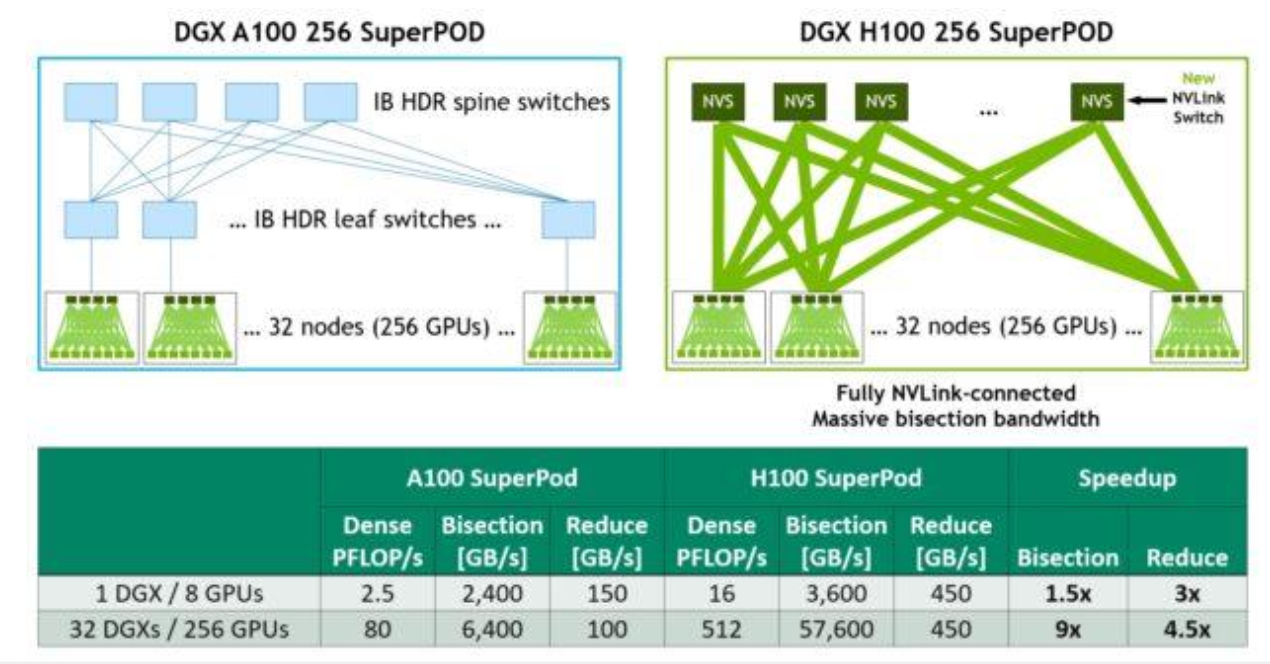 DGX A100 256 SuperPOD
IB HDR spine switches
... IB HDR leaf switches ...
... 32 nodes (256 GPUs) ...
DGX H100 256 SuperPOD
NVS NVS NVS ... NVS
New
NVLink
Switch
... 32 nodes (256 GPUs) ...
Fully NVLink-connected
Massive bisection bandwidth
A100 SuperPod H100 SuperPod Speedup
Dense Bisection Reduce Dense Bisection Reduce
PFLOP/s [GB/s] [GB/s] PFLOP/s [GB/s] [GB/s] Bisection Reduce
1 DGX / 8 GPUs 2.5 2,400 150 16 3,600 450 1.5x 3x
32 DGXs / 256 GPUs 80 6,400 100 512 57,600 450 9x 4.5x